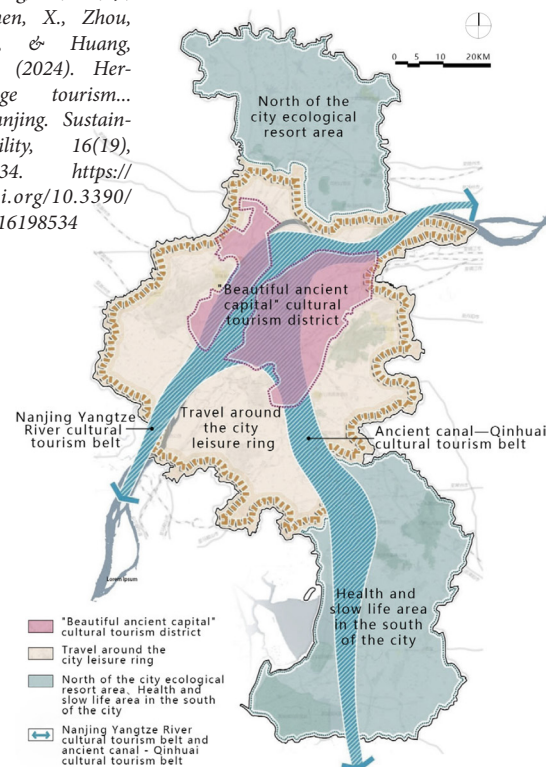 uen, X., Zhou,
., & Huang,
(2024). Her-
ge tourism...
anjing. Sustain-
ility, 16(19),
34. https://
i.org/10.3390/
16198534
0 5 10 20KM
North of the
city ecological
resort area
"Beautiful ancient
capital" cultural
tourism district
Nanjing Yangtze
River cultural
tourism belt
Travel around
the city
leisure ring
Ancient canal—Qinhuai
cultural tourism belt
Lorem ipsum
Health and
slow life area
in the south
of the city
"Beautiful ancient capital"
cultural tourism district
Travel around the
city leisure ring
North of the city ecological
resort area、Health and
slow life area in the south
of the city
Nanjing Yangtze River
cultural tourism belt and
ancient canal - Qinhuai
cultural tourism belt